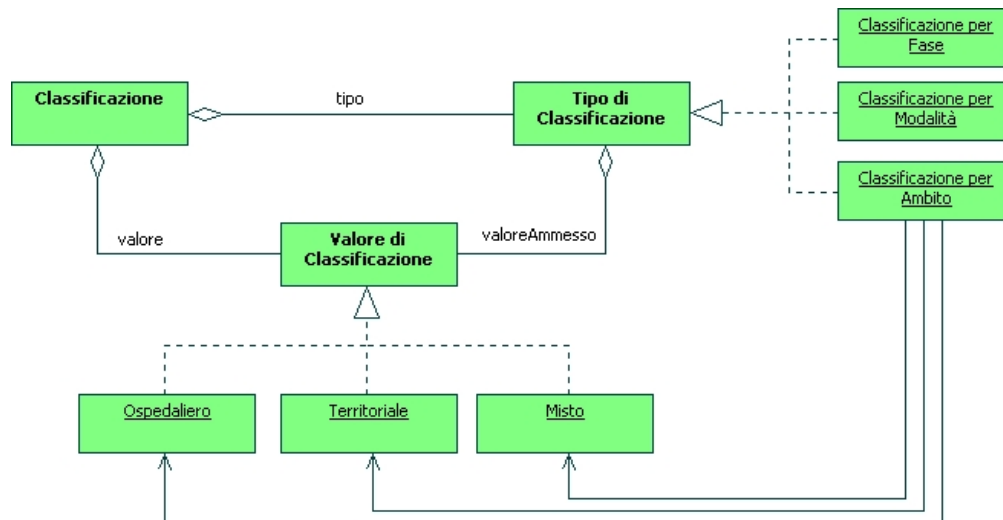 Classificazione per
Fase
Classificazione
tipo
Tipo di
Classificazione
Classificazione per
Modalità
Classificazione per
Ambito
valore
Valore di
Classificazione
valoreAmmesso
Ospedaliero
Territoriale
Misto